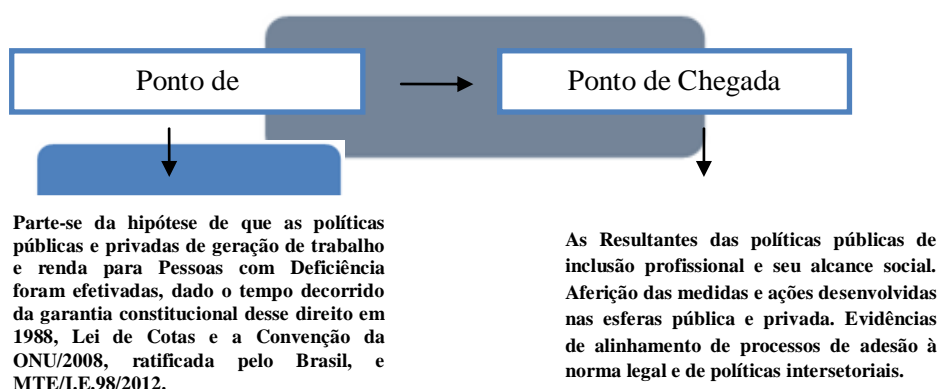 Ponto de
Ponto de Chegada
Parte-se da hipótese de que as políticas
públicas e privadas de geração de trabalho
e renda para Pessoas com Deficiência
foram efetivadas, dado o tempo decorrido
da garantia constitucional desse direito em
1988, Lei de Cotas e a Convenção da
ONU/2008, ratificada pelo Brasil, e
MTE/I.E.98/2012.
As Resultantes das políticas públicas de
inclusão profissional e seu alcance social.
Aferição das medidas e ações desenvolvidas
nas esferas pública e privada. Evidências
de alinhamento de processos de adesão à
norma legal e de políticas intersetoriais.